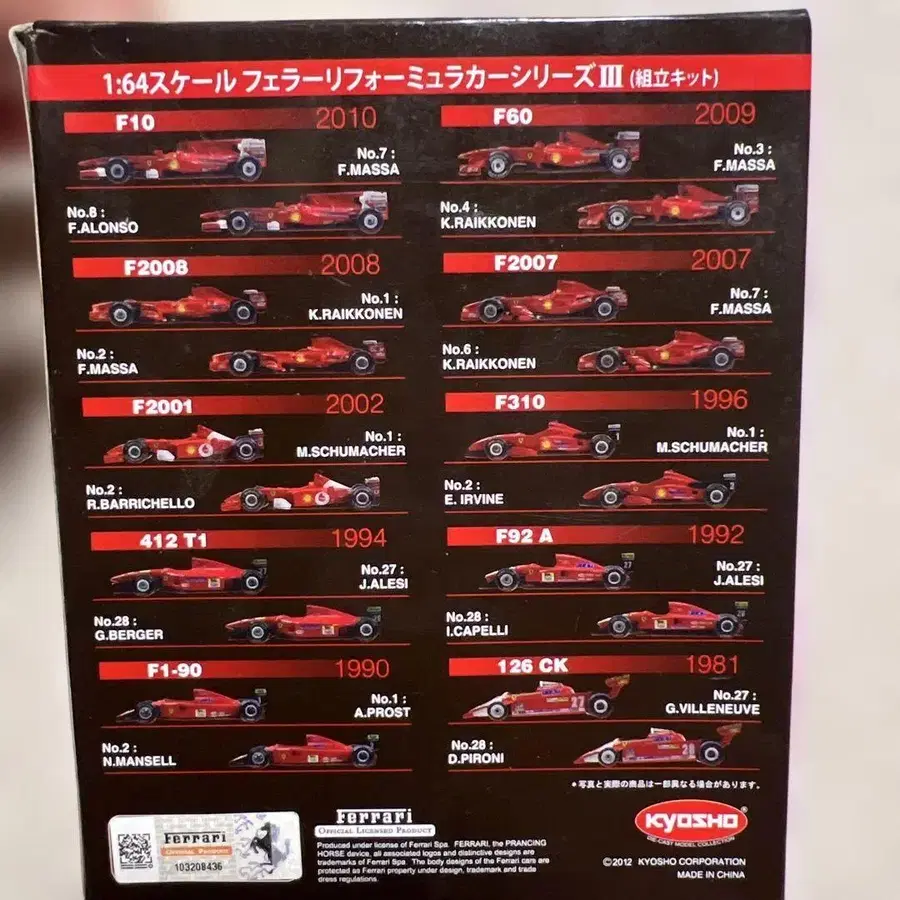 1:64スケール フェラーリフォーミュラカーシリーズⅢ (組立キット)
F10 2010
No.7 :
F.MASSA
No.8 :
F.ALONSO
F60 2009
No.3 :
F.MASSA
No.4 :
K.RAIKKONEN
F2008 2008
No.1 :
K.RAIKKONEN
No.2 :
F.MASSA
F2007 2007
No.7 :
F.MASSA
No.6 :
K.RAIKKONEN
F2001 2002
No.1 :
M.SCHUMACHER
No.2 :
R.BARRICHELLO
F310 1996
No.1 :
M.SCHUMACHER
No.2 :
E. IRVINE
412 T1 1994
No.27 :
J.ALESI
No.28 :
G.BERGER
F92 A 1992
No.27 :
J.ALESI
No.28 :
I.CAPELLI
F1-90 1990
No.1 :
A.PROST
No.2 :
N.MANSELL
126 CK 1981
27
No.27 :
G.VILLENEUVE
No.28 :
D.PIRONI
28
*写真と実際の商品は一部異なる場合があります。
Ferrari
OFFICIAL PRODUCT
103208436
Ferrari
OFFICIAL LICENSED PRODUCT
Produced under license of Ferrari Spa. FERRARI, the PRANCING
HORSE device, all associated logos and distinctive designs are
trademarks of Ferrari Spa. The body designs of the Ferrari cars are
protected as Ferrari property under design, trademark and trade
dress regulations.
KYOSHO®
DIE-CAST MODEL COLLECTION
©2012 KYOSHO CORPORATION
MADE IN CHINA